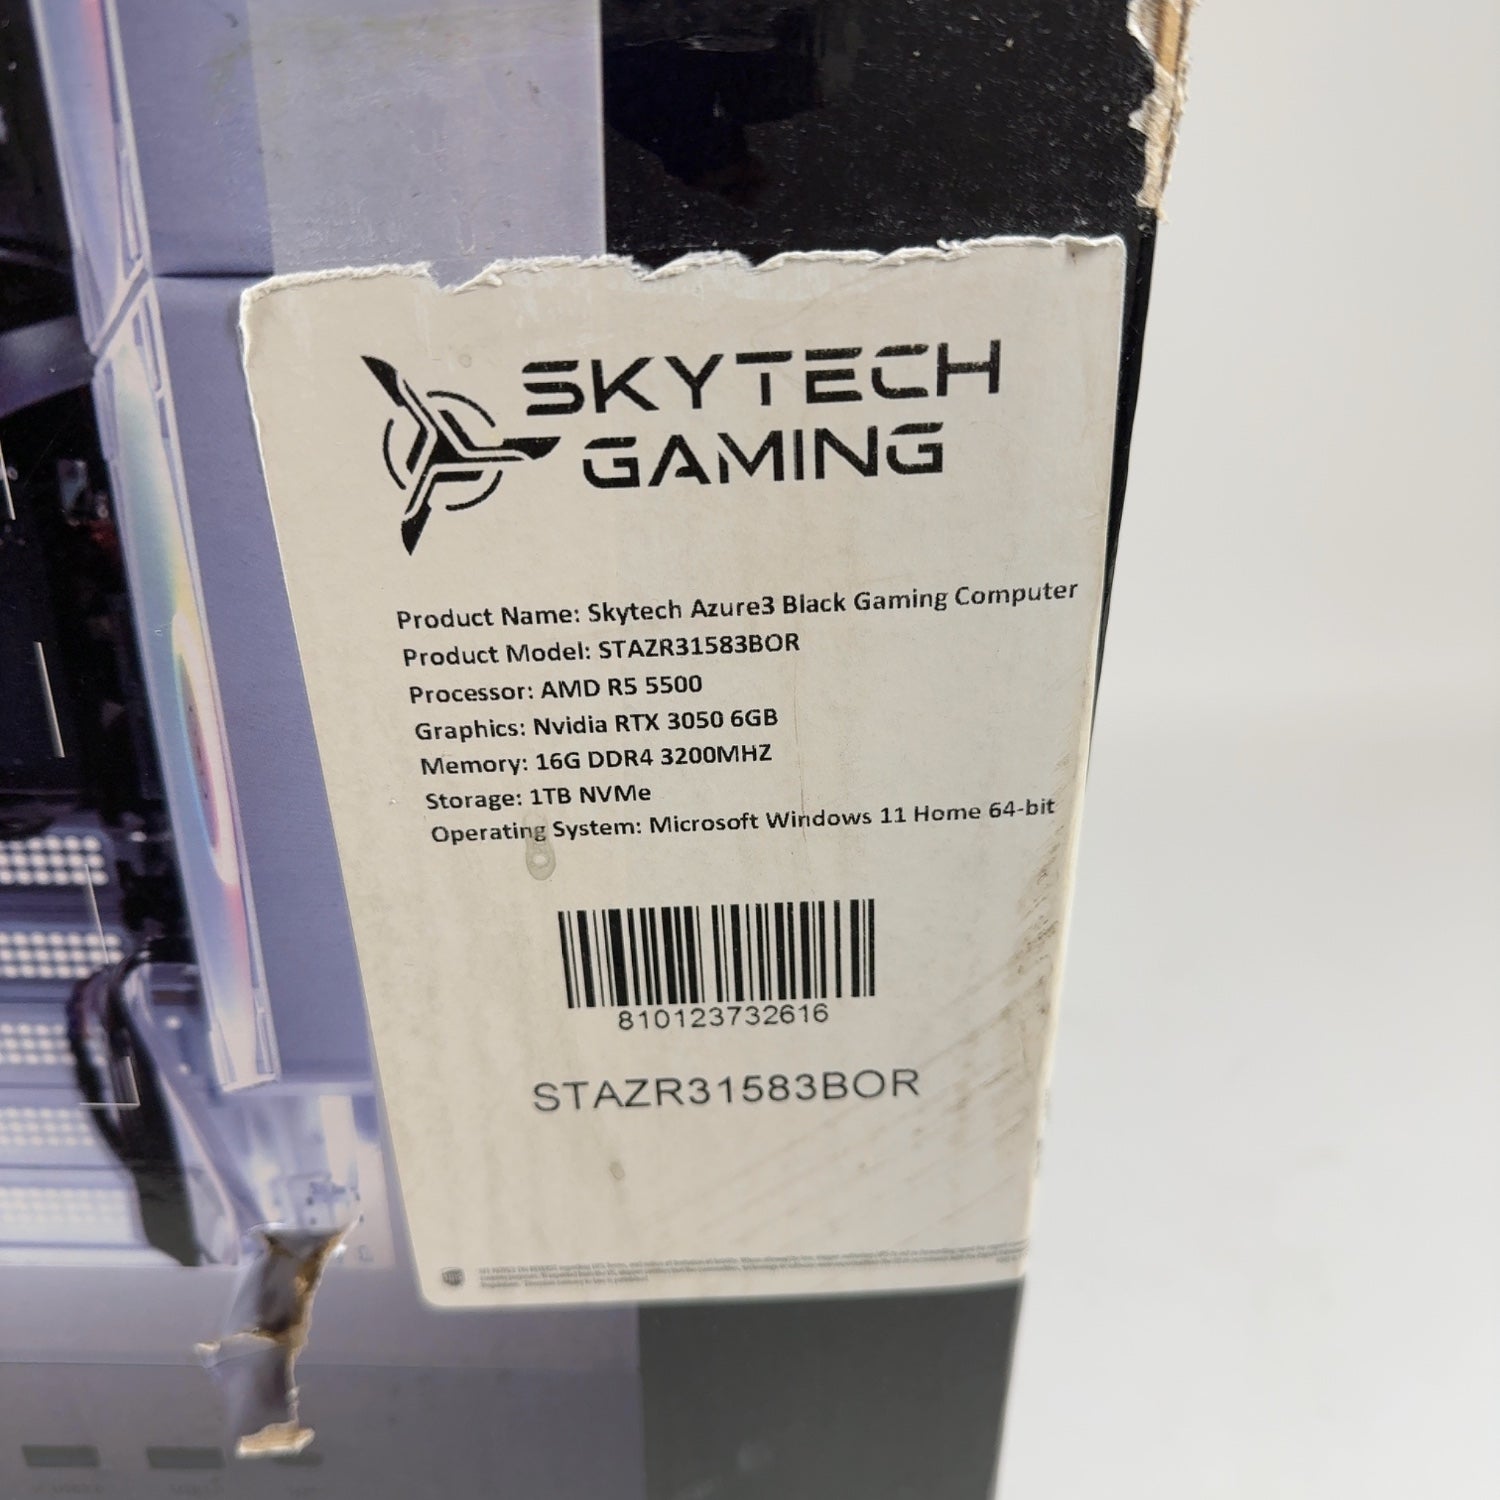 SKYTECH
GAMING
Product Name: Skytech Azure3 Black Gaming Computer
Product Model: STAZR31583BOR
Processor: AMD R5 5500
Graphics: Nvidia RTX 3050 6GB
Memory: 16G DDR4 3200MHZ
Storage: 1TB NVMe
Operating System: Microsoft Windows 11 Home 64-bit
810123732616
STAZR31583BOR